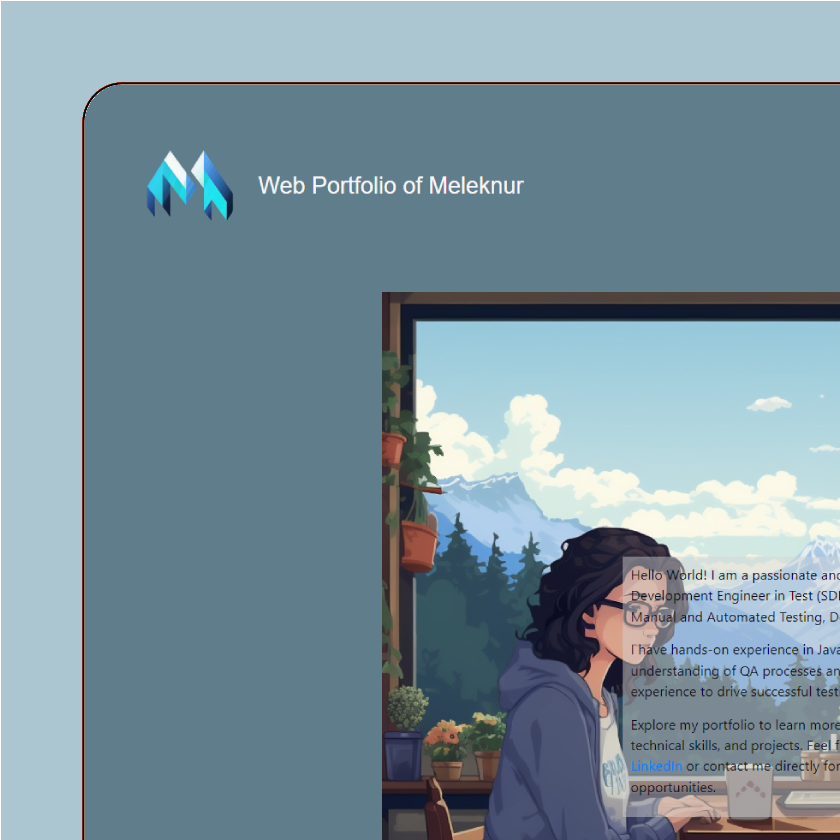 Web Portfolio of Meleknur
Hello World! I am a passionate and
Development Engineer in Test
Manual and Automated Testing,
I have hands-on experience in Java
understanding of QA processes
experience to drive successful test
Explore my portfolio to learn more
technical skills, and projects. Feel
LinkedIn or contact me directly for
opportunities.